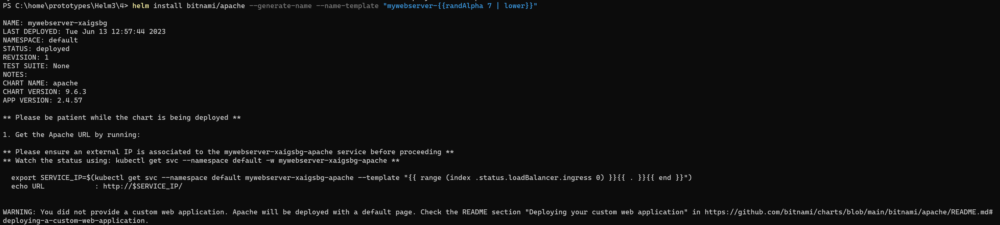 PS C:\home\prototypes\Helm3\4> helm install bitnami/apache --generate-name --name-template "mywebserver-{{randAlpha 7 | lower}}"
NAME: mywebserver-xaigsbg
LAST DEPLOYED: Tue Jun 13 12:57:44 2023
NAMESPACE: default
STATUS: deployed
REVISION: 1
TEST SUITE: None
NOTES:
CHART NAME: apache
CHART VERSION: 9.6.3
APP VERSION: 2.4.57
** Please be patient while the chart is being deployed **
1. Get the Apache URL by running:
** Please ensure an external IP is associated to the mywebserver-xaigsbg-apache service before proceeding **
** Watch the status using: kubectl get svc --namespace default -w mywebserver-xaigsbg-apache **
  export SERVICE_IP=$(kubectl get svc --namespace default mywebserver-xaigsbg-apache --template "{{ range (index .status.loadBalancer.ingress 0) }}{{ . }}{{ end }}")
  echo URL            : http://$SERVICE_IP/
WARNING: You did not provide a custom web application. Apache will be deployed with a default page. Check the README section "Deploying your custom web application" in https://github.com/bitnami/charts/blob/main/bitnami/apache/README.md#
deploying-a-custom-web-application.